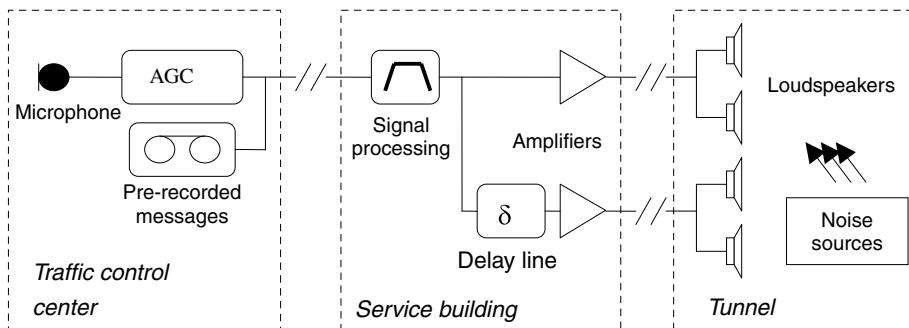 AGC
Microphone
Pre-recorded
messages
Traffic control
center
Signal
processing
Amplifiers
δ
Delay line
Service building
Loudspeakers
Noise
sources
Tunnel